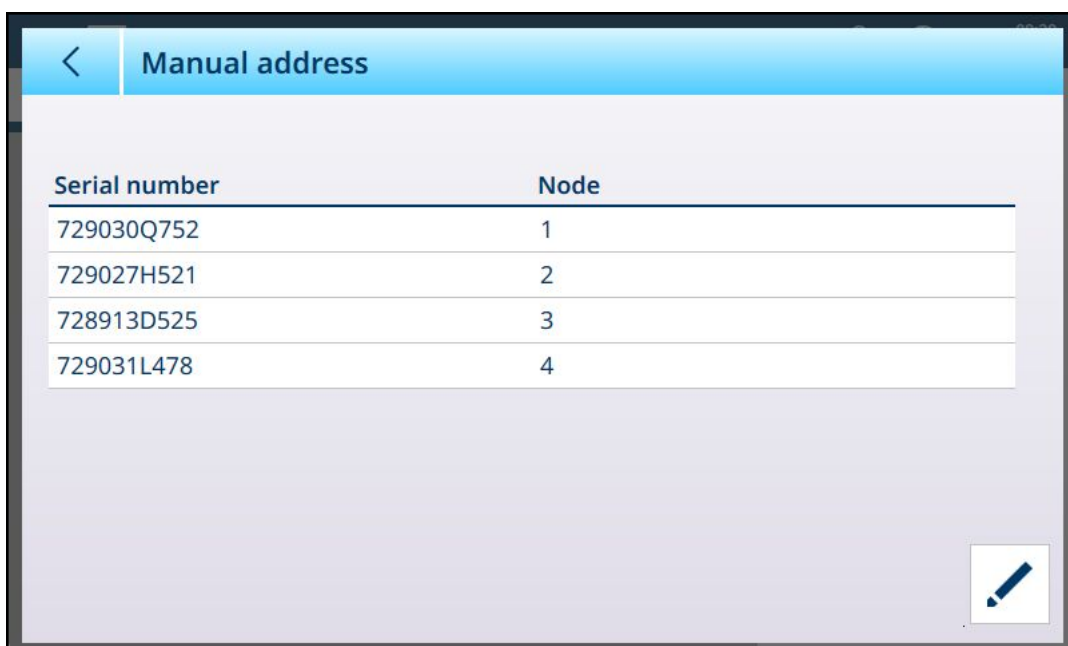 Manual address
Serial number Node
729030Q752 1
729027H521 2
728913D525 3
729031L478 4